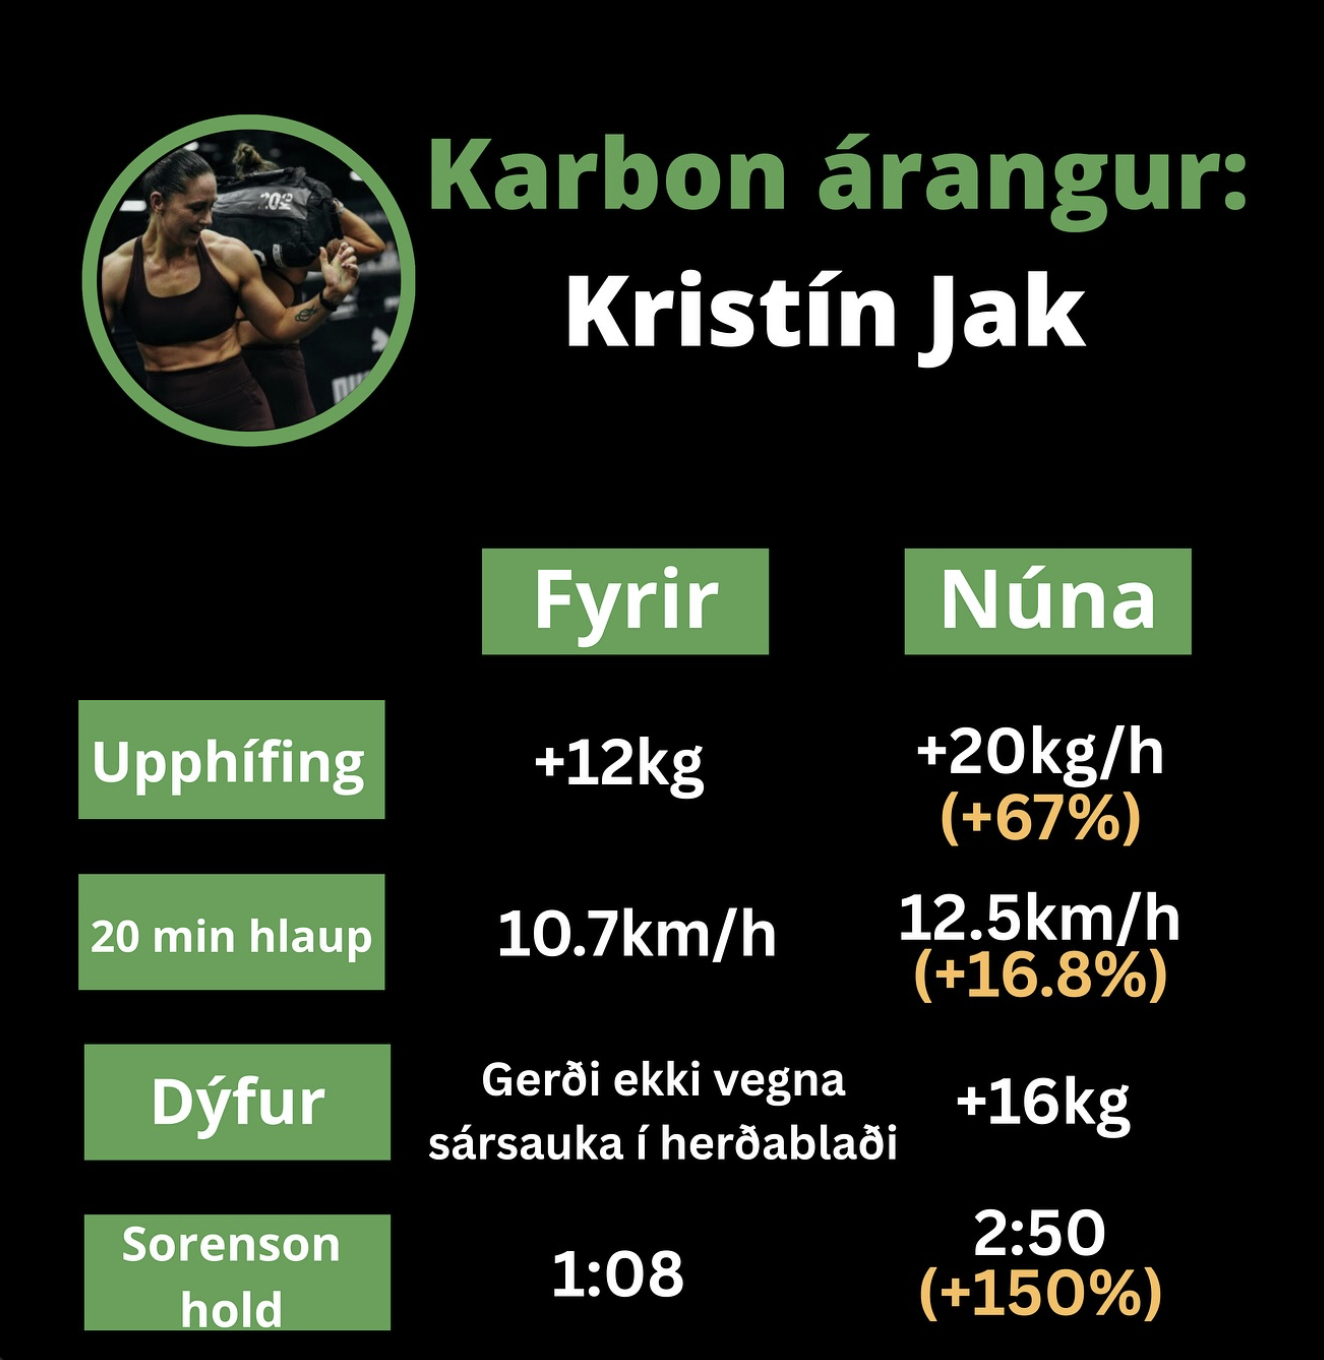 Karbon árangur:
Kristín Jak
Fyrir Núna
Upphífing +12kg +20kg/h
(+67%)
20 min hlaup 10.7km/h 12.5km/h
(+16.8%)
Dýfur Gerði ekki vegna
sársauka í herðablaði +16kg
Sorenson
hold 1:08 2:50
(+150%)